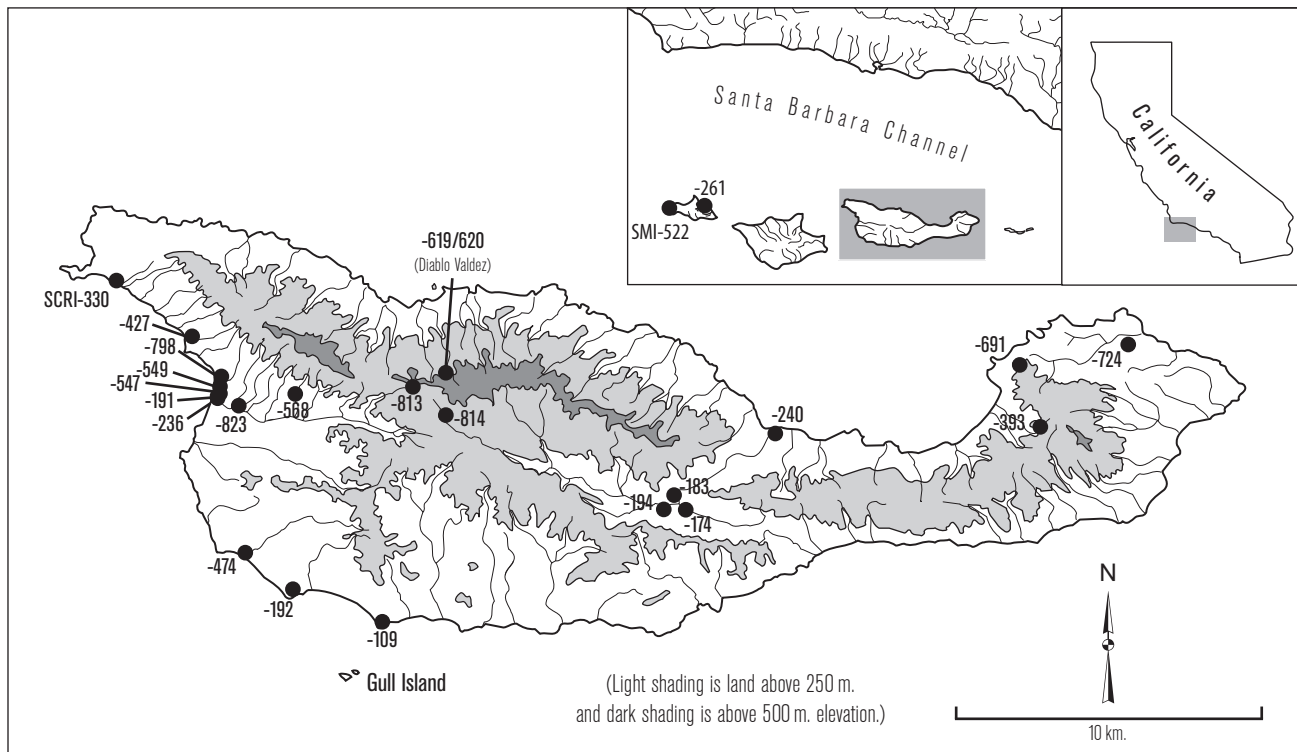 Santa Barbara Channel
California
-261
SMI-522
-619/620
(Diablo Valdez)
SCRI-330
-427
-798
-549
-547
-191
-236
-823
-568
-813
-814
-240
-691
-724
-393
-183
-194
-174
-474
-192
-109
Gull Island
(Light shading is land above 250 m.
and dark shading is above 500 m. elevation.)
N
10 km.